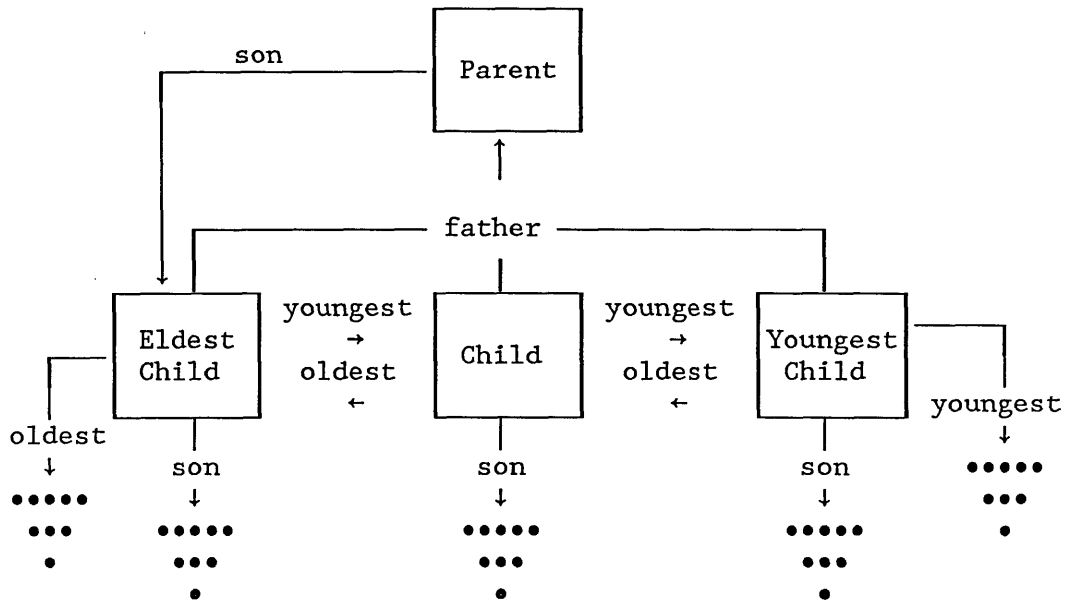 son
Parent
father
youngest
youngest
Eldest
Child
→
oldest
←
Child
→
oldest
←
Youngest
Child
oldest
↓
son
↓
son
↓
son
↓
youngest
↓